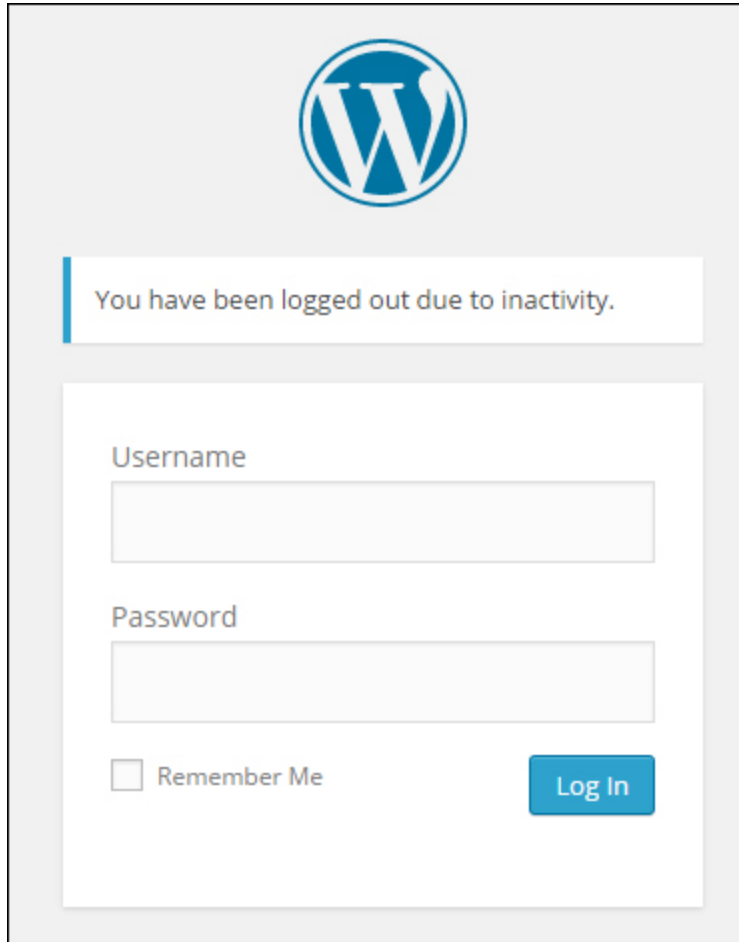 You have been logged out due to inactivity.
Username
Password
Remember Me
Log In